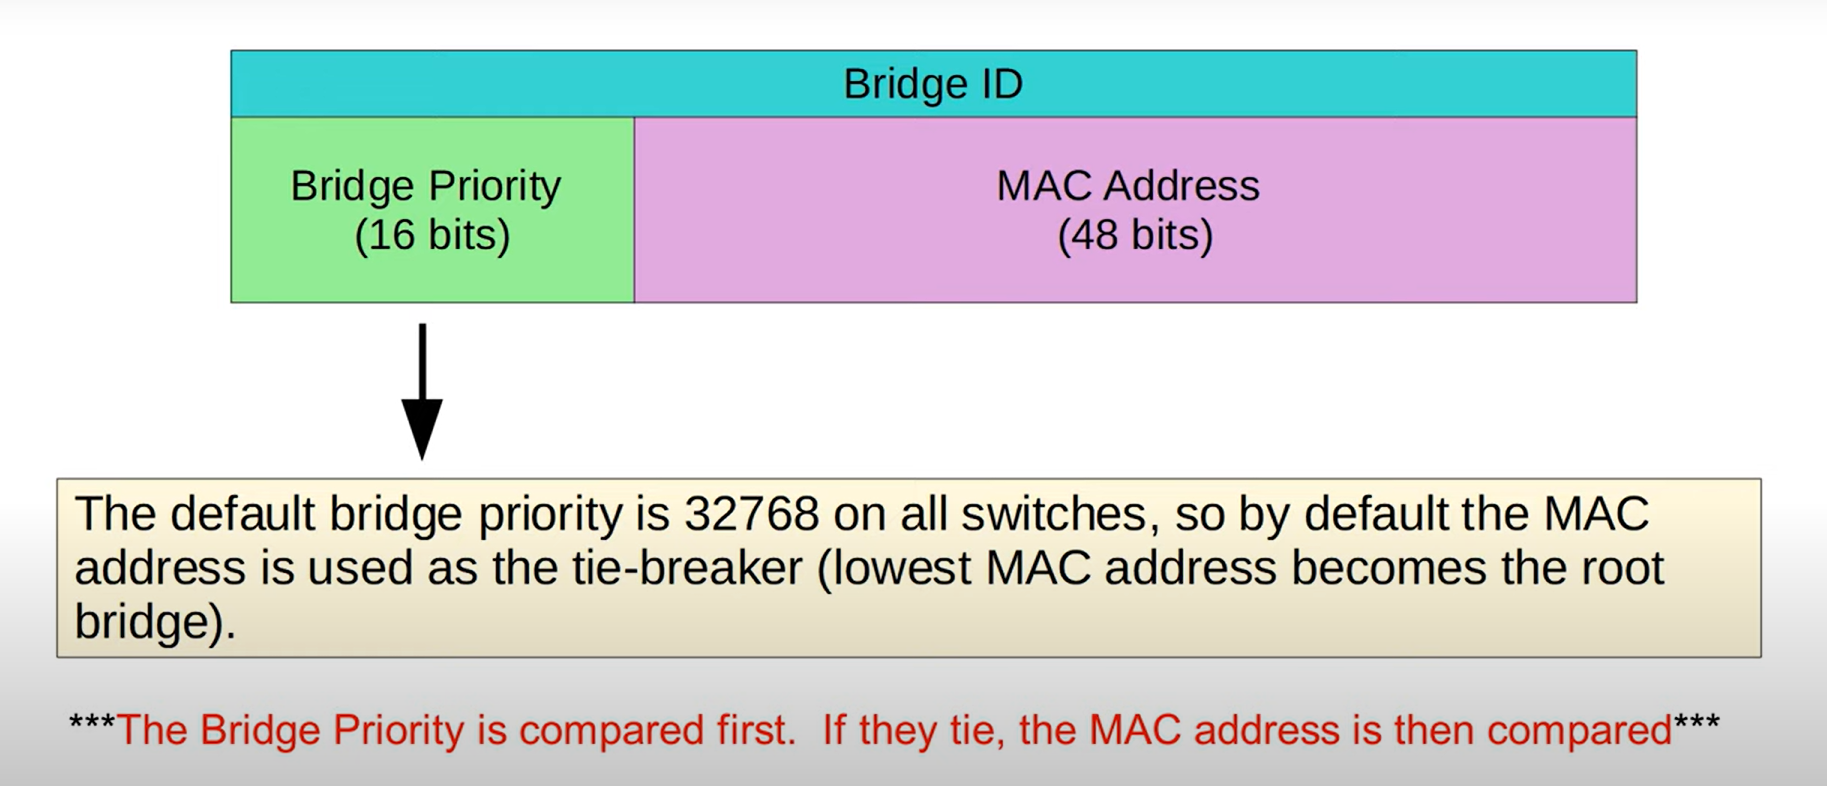 Bridge ID
Bridge Priority
(16 bits)
MAC Address
(48 bits)
The default bridge priority is 32768 on all switches, so by default the MAC
address is used as the tie-breaker (lowest MAC address becomes the root
bridge).
***The Bridge Priority is compared first.  If they tie, the MAC address is then compared***